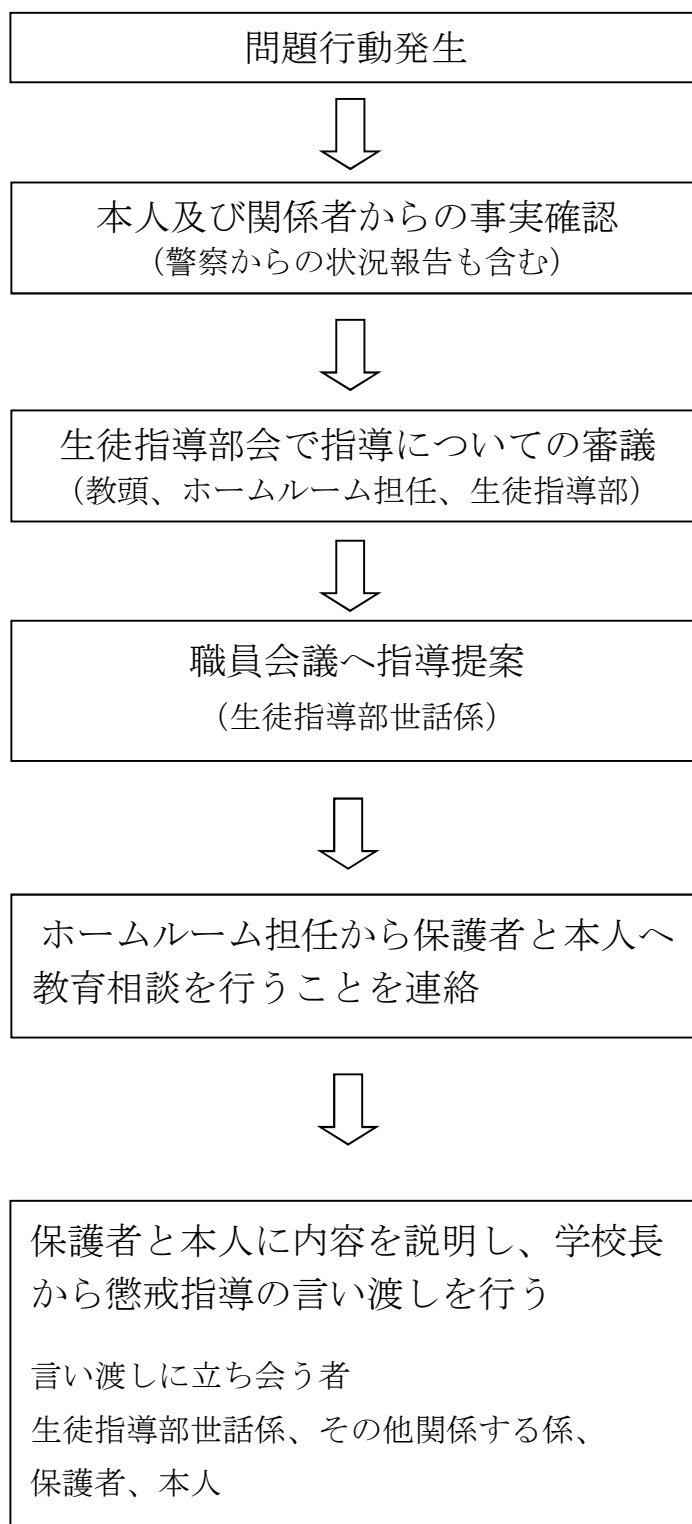 問題行動発生
本人及び関係者からの事実確認
（警察からの状況報告も含む）
生徒指導部会で指導についての審議
（教頭、ホームルーム担任、生徒指導部）
職員会議へ指導提案
（生徒指導部世話係）
ホームルーム担任から保護者と本人へ
教育相談を行うことを連絡
保護者と本人に内容を説明し、学校長
から懲戒指導の言い渡しを行う
言い渡しに立ち会う者
生徒指導部世話係、その他関係する係、
保護者、本人